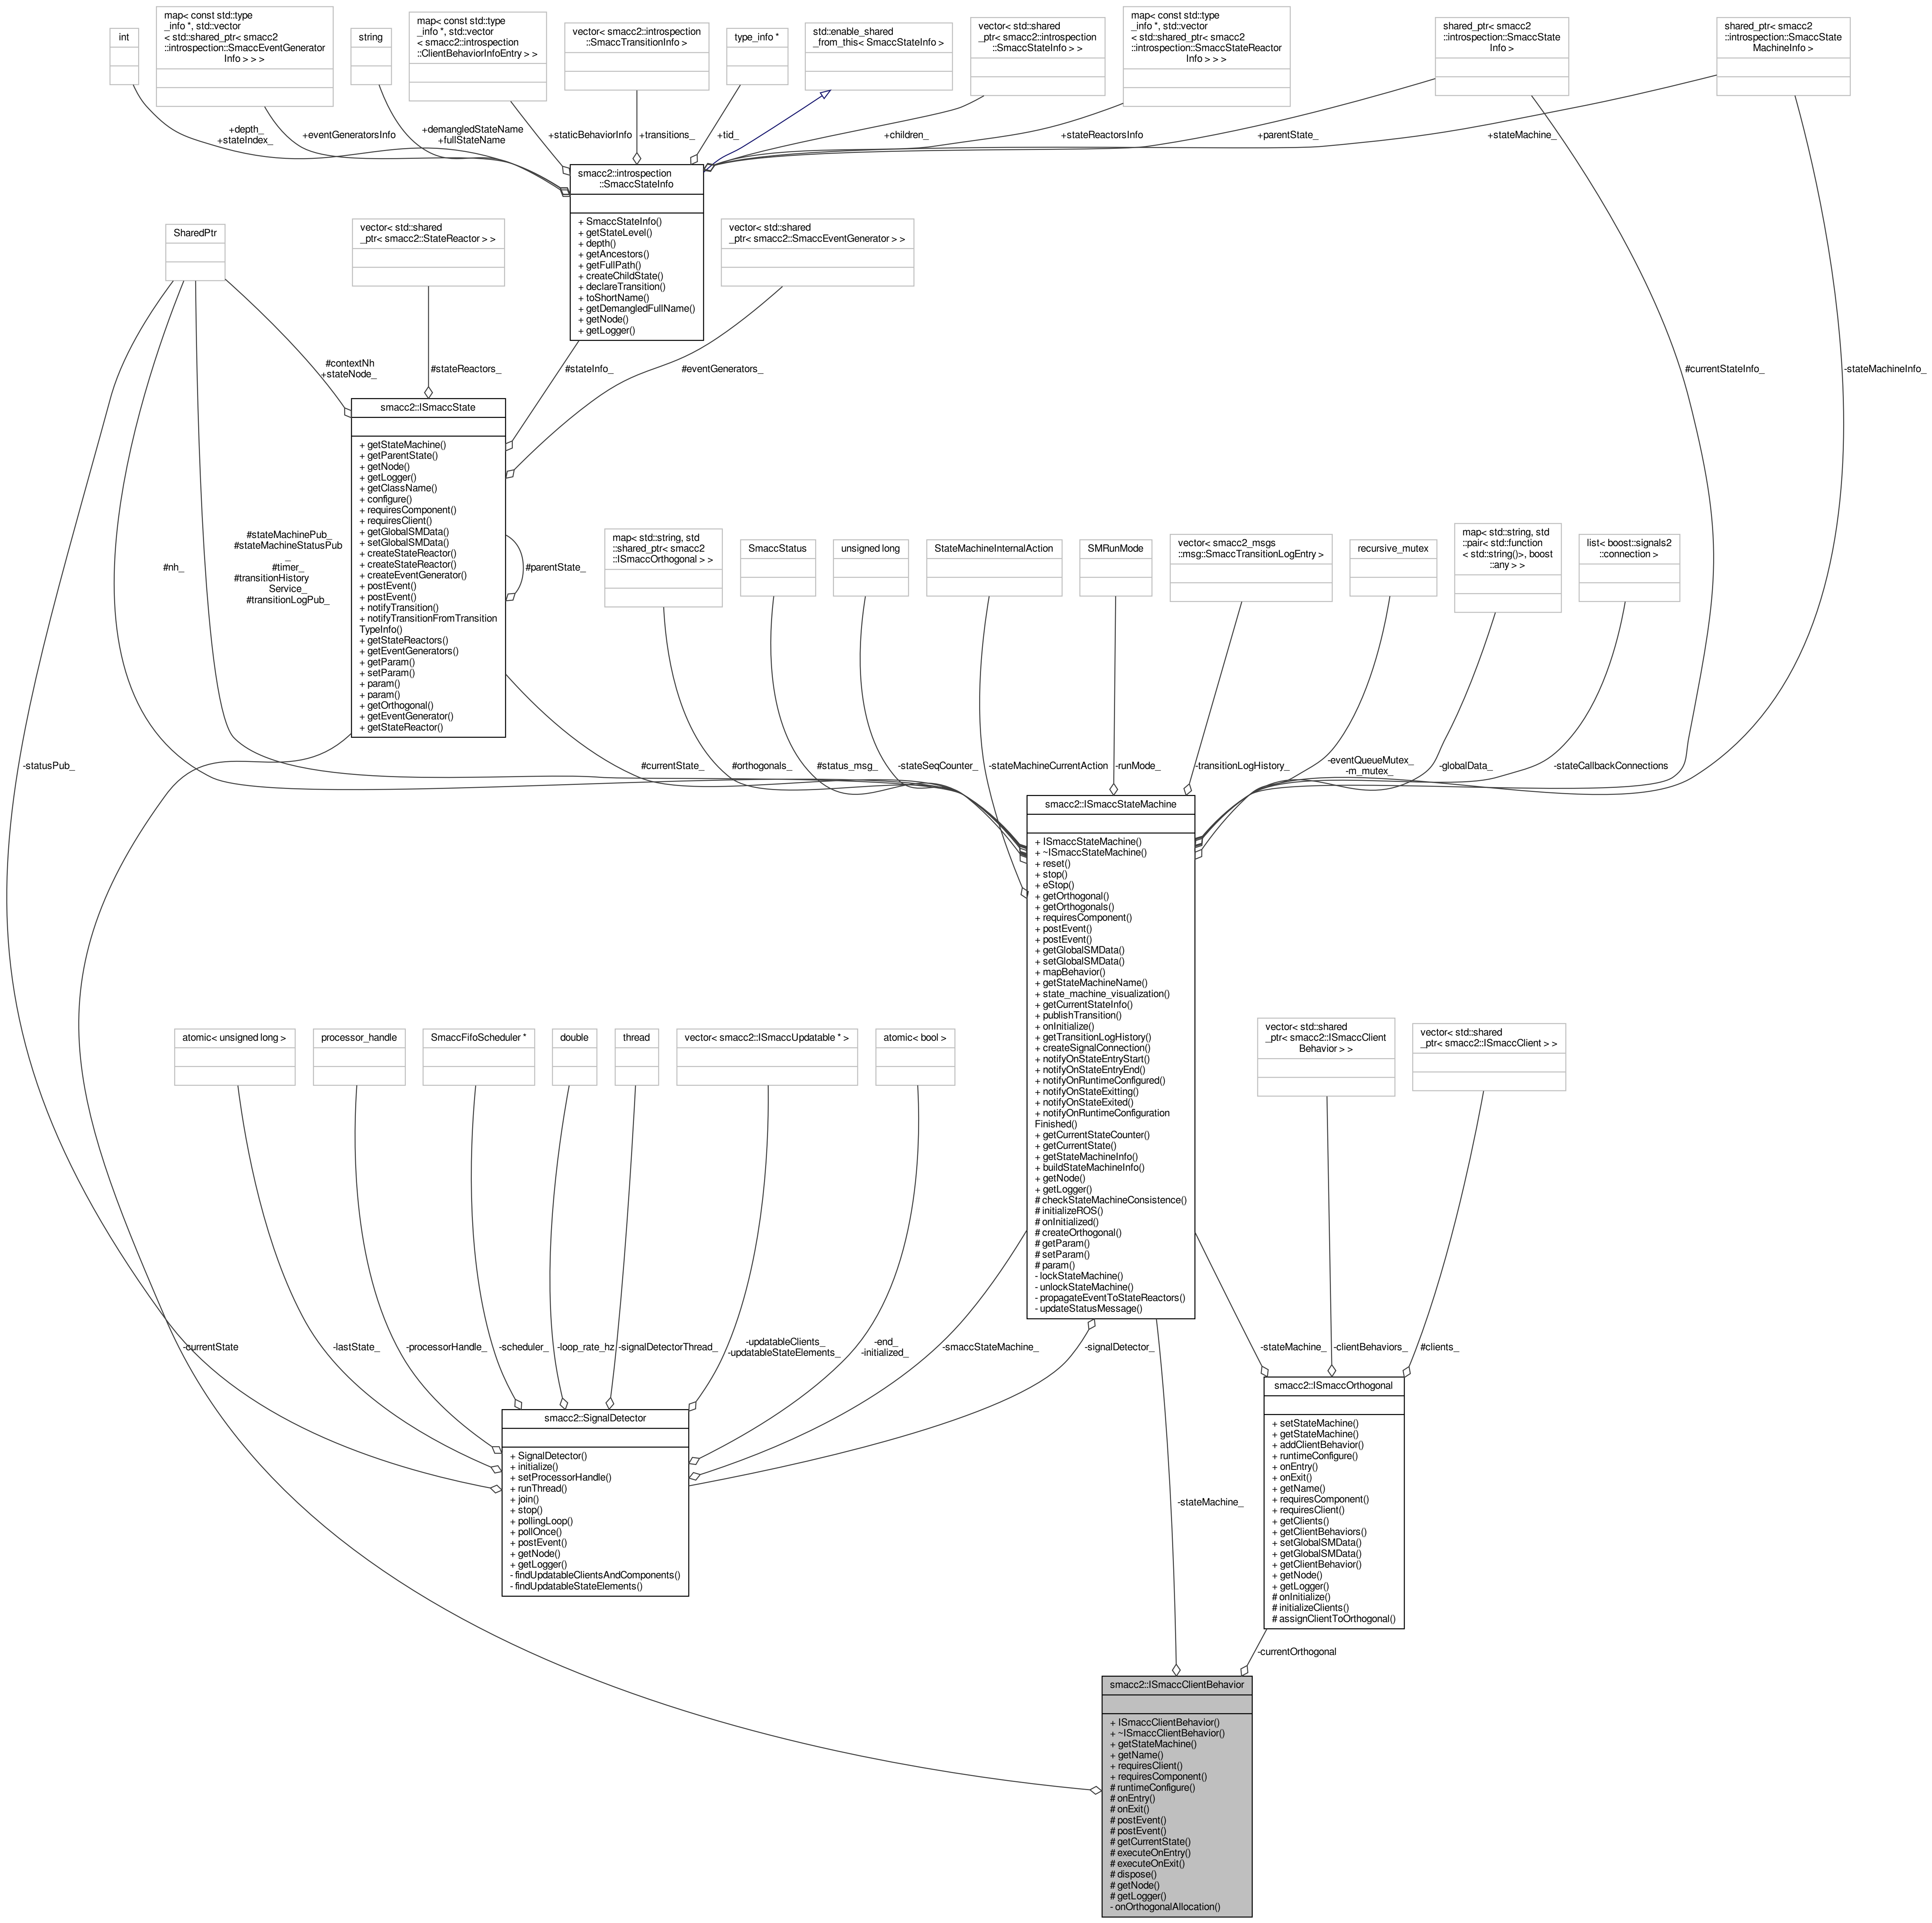 int
map< const std::type
_info *, std::vector
< std::shared_ptr< smacc2
::introspection::SmaccEventGenerator
Info > > >
string
map< const std::type
_info *, std::vector
< smacc2::introspection
::ClientBehaviorInfoEntry > >
vector< smacc2::introspection
::SmaccTransitionInfo >
type_info *
std::enable_shared
_from_this< SmaccStateInfo >
vector< std::shared
_ptr< smacc2::introspection
::SmaccStateInfo > >
map< const std::type
_info *, std::vector
< std::shared_ptr< smacc2
::introspection::SmaccStateReactor
Info > > >
shared_ptr< smacc2
::introspection::SmaccState
Info >
shared_ptr< smacc2
::introspection::SmaccState
MachineInfo >
+depth_
+stateIndex_
+eventGeneratorsInfo
+demangledStateName
+fullStateName
+staticBehaviorInfo
+transitions_
+tid_
+children_
+stateReactorsInfo
+parentState_
+stateMachine_
smacc2::introspection
::SmaccStateInfo
+ SmaccStateInfo()
+ getStateLevel()
+ depth()
+ getAncestors()
+ getFullPath()
+ createChildState()
+ declareTransition()
+ toShortName()
+ getDemangledFullName()
+ getNode()
+ getLogger()
SharedPtr
vector< std::shared
_ptr< smacc2::StateReactor > >
vector< std::shared
_ptr< smacc2::SmaccEventGenerator > >
#contextNh
+stateNode_
#stateReactors_
#stateInfo_
#eventGenerators_
#currentStateInfo_
-stateMachineInfo_
smacc2::ISmaccState
+ getStateMachine()
+ getParentState()
+ getNode()
+ getLogger()
+ getClassName()
+ configure()
+ requiresComponent()
+ requiresClient()
+ getGlobalSMData()
+ setGlobalSMData()
+ createStateReactor()
+ createStateReactor()
+ createEventGenerator()
+ postEvent()
+ postEvent()
+ notifyTransition()
+ notifyTransitionFromTransition
TypeInfo()
+ getStateReactors()
+ getEventGenerators()
+ getParam()
+ setParam()
+ param()
+ param()
+ getOrthogonal()
+ getEventGenerator()
+ getStateReactor()
#parentState_
#nh_
#stateMachinePub_
#stateMachineStatusPub
_
#timer_
#transitionHistory
Service_
#transitionLogPub_
map< std::string, std
::shared_ptr< smacc2
::ISmaccOrthogonal > >
SmaccStatus
unsigned long
StateMachineInternalAction
SMRunMode
vector< smacc2_msgs
::msg::SmaccTransitionLogEntry >
recursive_mutex
map< std::string, std
::pair< std::function
< std::string()>, boost
::any > >
list< boost::signals2
::connection >
-statusPub_
#currentState_
#orthogonals_
#status_msg_
-stateSeqCounter_
-stateMachineCurrentAction
-runMode_
-transitionLogHistory_
-eventQueueMutex_
-m_mutex_
-globalData_
-stateCallbackConnections
smacc2::ISmaccStateMachine
+ ISmaccStateMachine()
+ ~ISmaccStateMachine()
+ reset()
+ stop()
+ eStop()
+ getOrthogonal()
+ getOrthogonals()
+ requiresComponent()
+ postEvent()
+ postEvent()
+ getGlobalSMData()
+ setGlobalSMData()
+ mapBehavior()
+ getStateMachineName()
+ state_machine_visualization()
+ getCurrentStateInfo()
+ publishTransition()
+ onInitialize()
+ getTransitionLogHistory()
+ createSignalConnection()
+ notifyOnStateEntryStart()
+ notifyOnStateEntryEnd()
+ notifyOnRuntimeConfigured()
+ notifyOnStateExitting()
+ notifyOnStateExited()
+ notifyOnRuntimeConfiguration
Finished()
+ getCurrentStateCounter()
+ getCurrentState()
+ getStateMachineInfo()
+ buildStateMachineInfo()
+ getNode()
+ getLogger()
# checkStateMachineConsistence()
# initializeROS()
# onInitialized()
# createOrthogonal()
# getParam()
# setParam()
# param()
- lockStateMachine()
- unlockStateMachine()
- propagateEventToStateReactors()
- updateStatusMessage()
atomic< unsigned long >
processor_handle
SmaccFifoScheduler *
double
thread
vector< smacc2::ISmaccUpdatable * >
atomic< bool >
vector< std::shared
_ptr< smacc2::ISmaccClient
Behavior > >
vector< std::shared
_ptr< smacc2::ISmaccClient > >
-currentState
-lastState_
-processorHandle_
-scheduler_
-loop_rate_hz
-signalDetectorThread_
-updatableClients_
-updatableStateElements_
-end_
-initialized_
-smaccStateMachine_
-signalDetector_
-stateMachine_
-clientBehaviors_
#clients_
smacc2::SignalDetector
+ SignalDetector()
+ initialize()
+ setProcessorHandle()
+ runThread()
+ join()
+ stop()
+ pollingLoop()
+ pollOnce()
+ postEvent()
+ getNode()
+ getLogger()
- findUpdatableClientsAndComponents()
- findUpdatableStateElements()
smacc2::ISmaccOrthogonal
+ setStateMachine()
+ getStateMachine()
+ addClientBehavior()
+ runtimeConfigure()
+ onEntry()
+ onExit()
+ getName()
+ requiresComponent()
+ requiresClient()
+ getClients()
+ getClientBehaviors()
+ setGlobalSMData()
+ getGlobalSMData()
+ getClientBehavior()
+ getNode()
+ getLogger()
# onInitialize()
# initializeClients()
# assignClientToOrthogonal()
-stateMachine_
-currentOrthogonal
smacc2::ISmaccClientBehavior
+ ISmaccClientBehavior()
+ ~ISmaccClientBehavior()
+ getStateMachine()
+ getName()
+ requiresClient()
+ requiresComponent()
# runtimeConfigure()
# onEntry()
# onExit()
# postEvent()
# postEvent()
# getCurrentState()
# executeOnEntry()
# executeOnExit()
# dispose()
# getNode()
# getLogger()
- onOrthogonalAllocation()